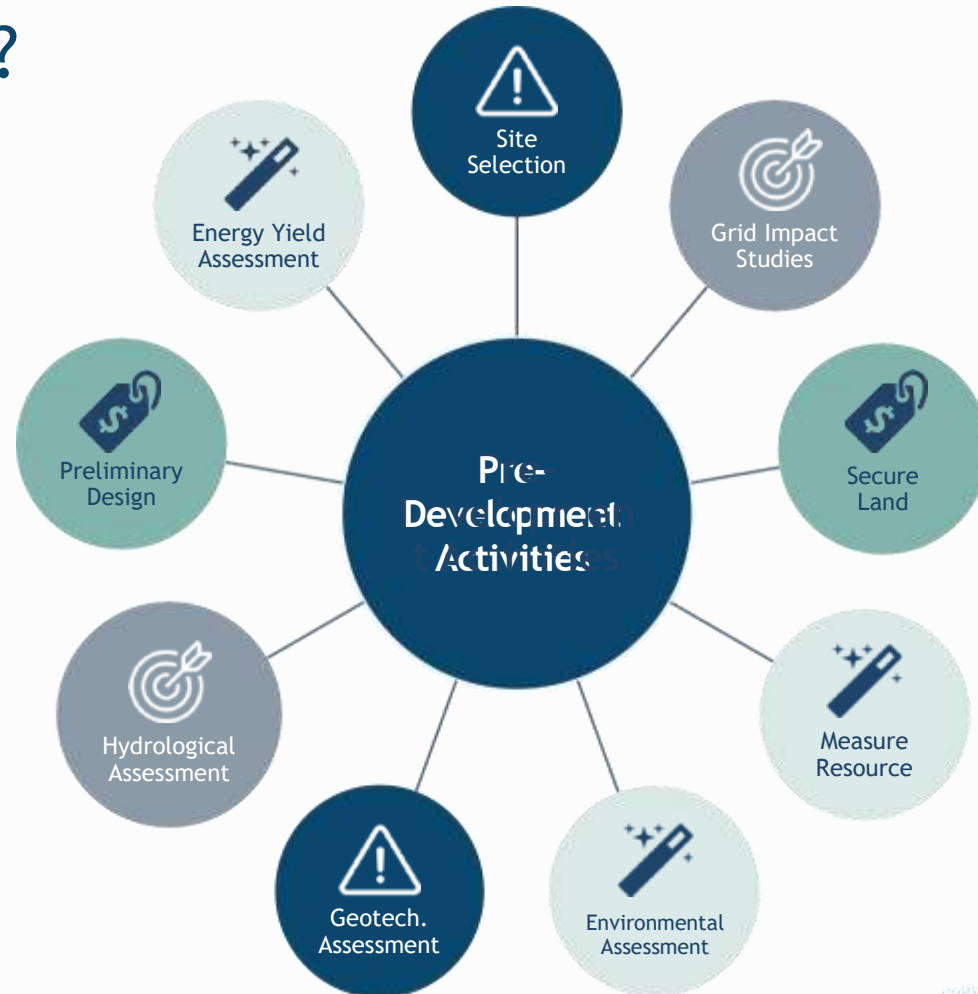 ?
Site
Selection
Grid Impact
Studies
Secure
Land
Measure
Resource
Environmental
Assessment
Geotech.
Assessment
Hydrological
Assessment
Preliminary
Design
Energy Yield
Assessment
Pre-
Development
Activities